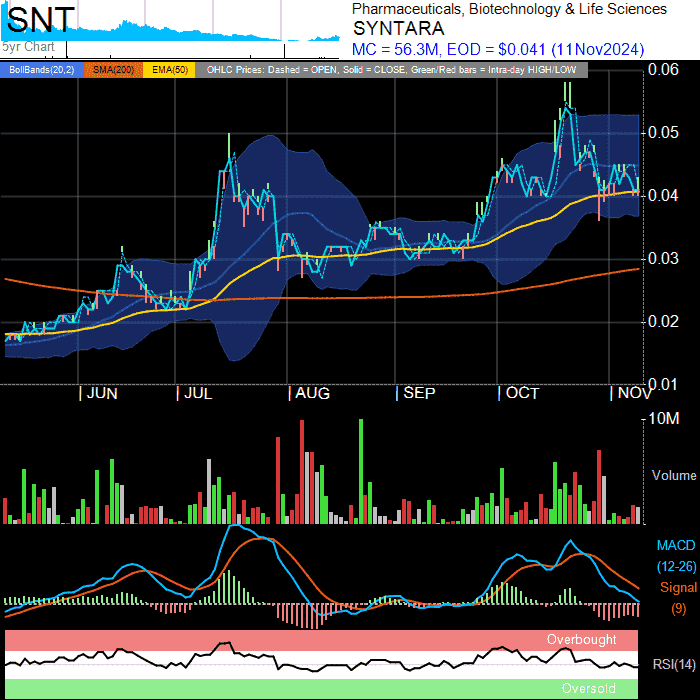 SNT
5yr Chart
Pharmaceuticals, Biotechnology & Life Sciences
SYNTARA
MC = 56.3M, EOD = $0.041 (11Nov2024)
BollBands(20,2) SMA(200) EMA(50) OHLC Prices: Dashed = OPEN, Solid = CLOSE, Green/Red bars = Intra-day HIGH/LOW
0.06
0.05
0.04
0.03
0.02
0.01
| JUN | JUL | AUG | SEP | OCT | NOV
10M
Volume
MACD
(12-26)
Signal
(9)
Overbought
RSI(14)
Oversold